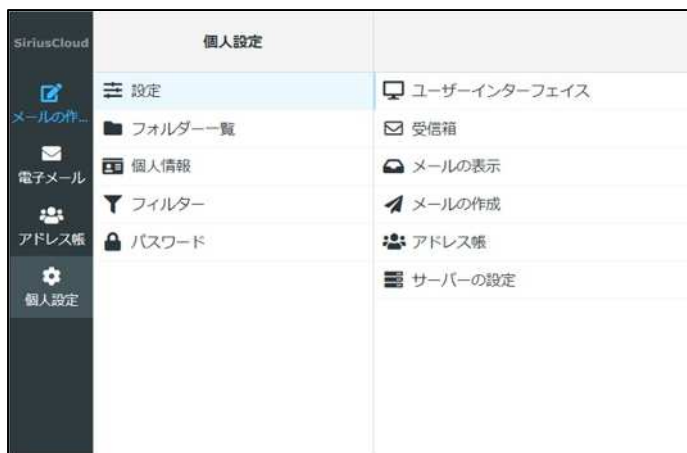 SiriusCloud
メールの作...
電子メール
アドレス帳
個人設定
個人設定
設定
フォルダー一覧
個人情報
フィルター
パスワード
ユーザーインターフェイス
受信箱
メールの表示
メールの作成
アドレス帳
サーバーの設定